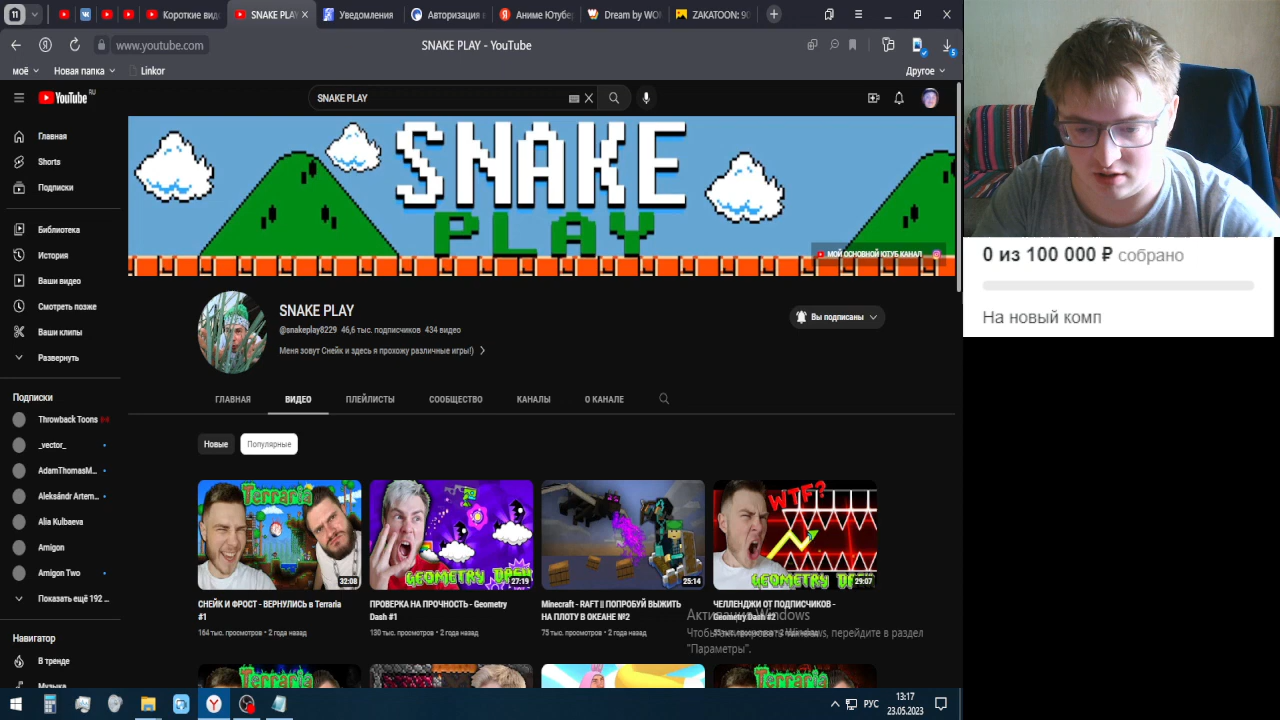 11
Короткие вид
SNAKE PLAY
Уведомления
Авторизация
Аниме Ютубер
Dream by WO
ZAKATOON: 90
www.youtube.com
SNAKE PLAY - YouTube
5
моё
Новая папка
Linkor
Другое
YouTube RU
SNAKE PLAY
Главная
Shorts
Подписки
Библиотека
История
Ваши видео
Смотреть позже
Ваши клипы
Развернуть
Подписки
Throwback Toons
_vector_
AdamThomasM...
Aleksándr Artem...
Alia Kulbaeva
Amigon
Amigon Two
Показать ещё 192 ...
Навигатор
В тренде
Музыка
SNAKE
PLAY
МОЙ ОСНОВНОЙ ЮТУБ КАНАЛ
SNAKE PLAY
@snakeplay8229 46,6 тыс. подписчиков 434 видео
Меня зовут Снейк и здесь я прохожу различные игры!)
Вы подписаны
ГЛАВНАЯ
ВИДЕО
ПЛЕЙЛИСТЫ
СООБЩЕСТВО
КАНАЛЫ
О КАНАЛЕ
Новые
Популярные
Terraria
32:08
СНЕЙК И ФРОСТ - ВЕРНУЛИСЬ в Terraria
#1
164 тыс. просмотров • 2 года назад
GEOMETRY DASH
27:19
ПРОВЕРКА НА ПРОЧНОСТЬ - Geometry
Dash #1
130 тыс. просмотров • 2 года назад
25:14
Minecraft - RAFT || ПОПРОБУЙ ВЫЖИТЬ
НА ПЛОТУ В ОКЕАНЕ №2
75 тыс. просмотров • 2 года назад
WTF?
GEOMETRY DASH
29:07
ЧЕЛЛЕНДЖИ ОТ ПОДПИСЧИКОВ -
Geometry Dash #2
Активация Windows
Чтобы активировать Windows, перейдите в раздел
"Параметры".
Terraria
Terraria
0 из 100 000 ₽ собрано
На новый комп
РУС
13:17
23.05.2023